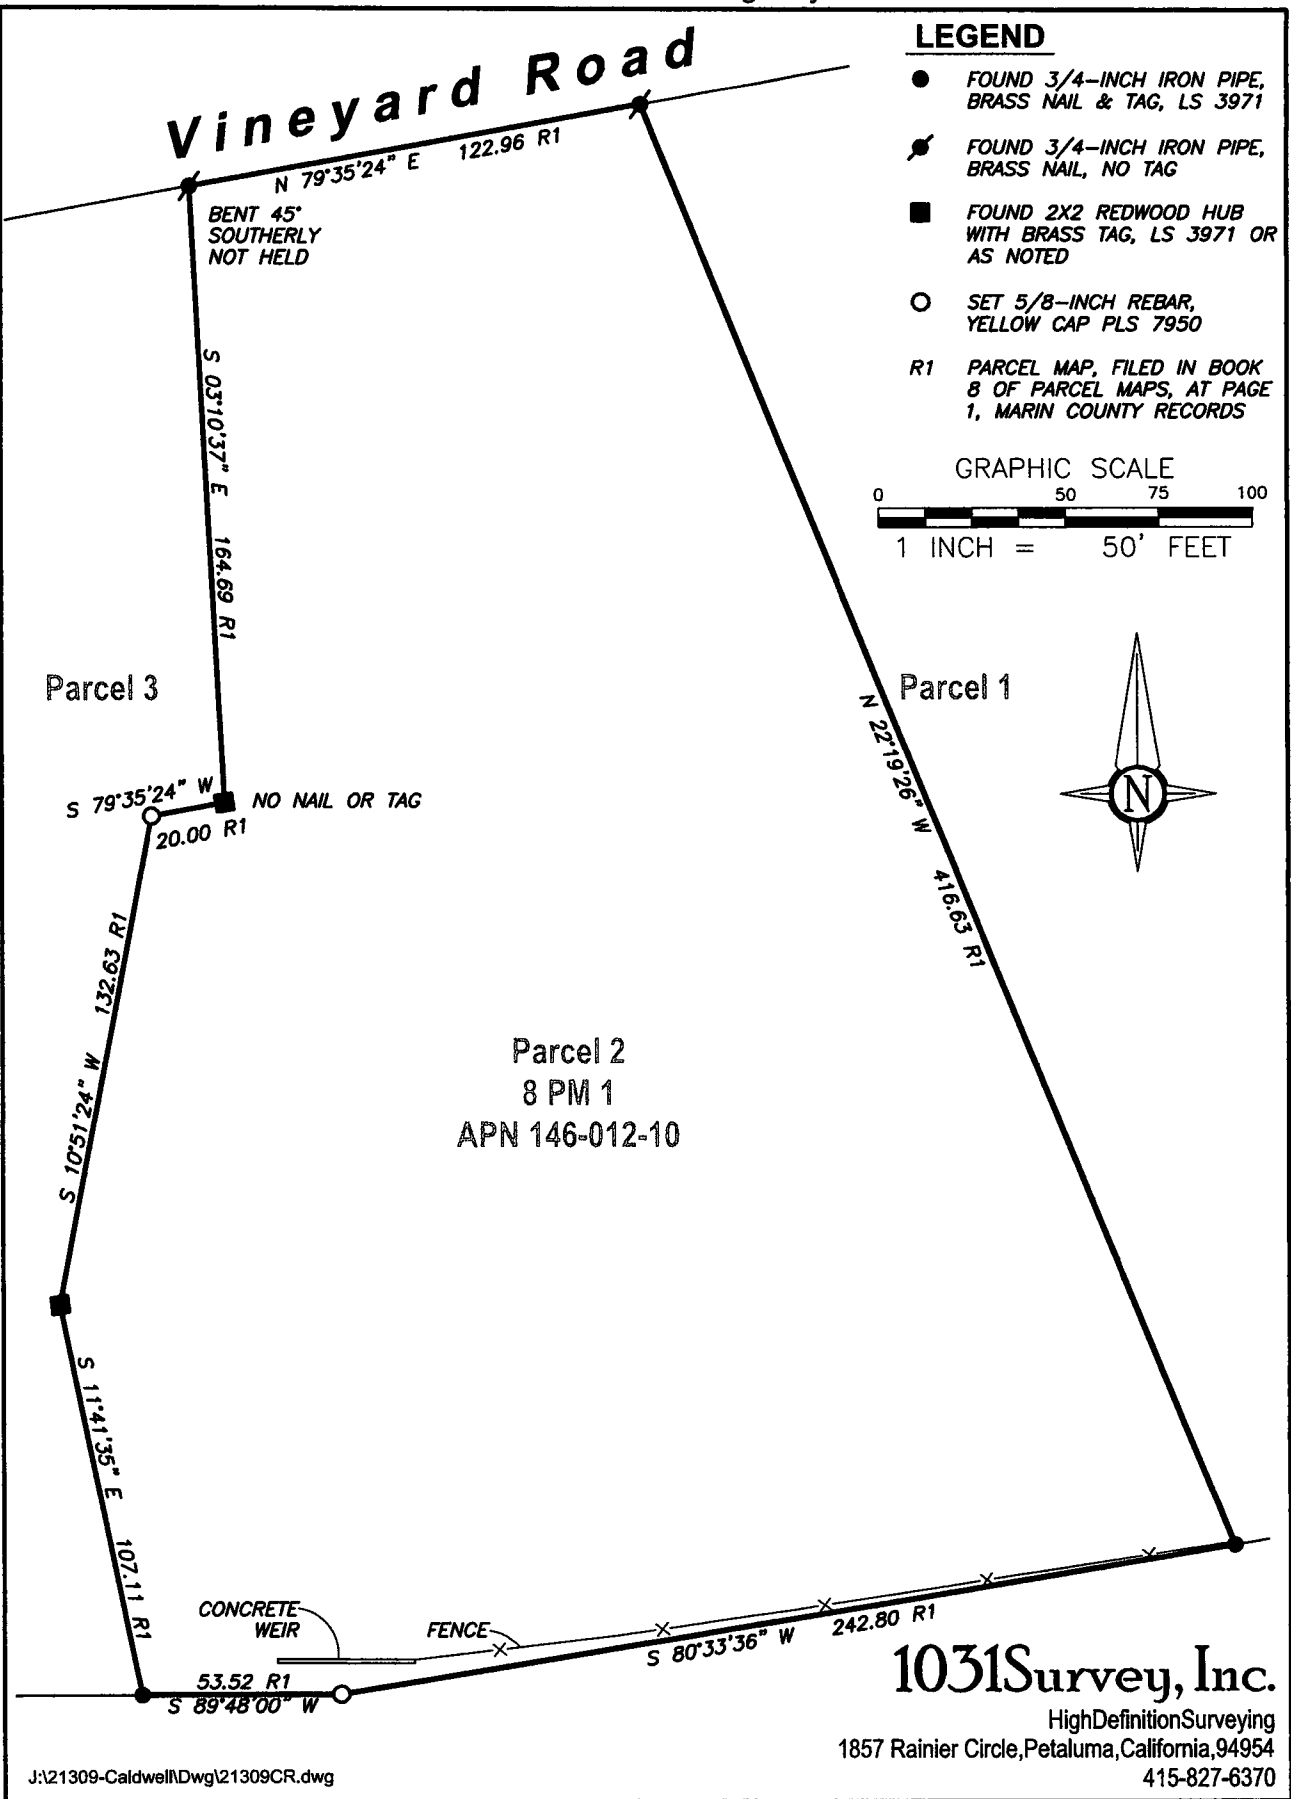 Vineyard Road
N 79°35'24" E 122.96 R1
BENT 45°
SOUTHERLY
NOT HELD
LEGEND
FOUND 3/4-INCH IRON PIPE,
BRASS NAIL & TAG, LS 3971
FOUND 3/4-INCH IRON PIPE,
BRASS NAIL, NO TAG
FOUND 2X2 REDWOOD HUB
WITH BRASS TAG, LS 3971 OR
AS NOTED
SET 5/8-INCH REBAR,
YELLOW CAP PLS 7950
R1 PARCEL MAP, FILED IN BOOK
8 OF PARCEL MAPS, AT PAGE
1, MARIN COUNTY RECORDS
GRAPHIC SCALE
0 50 75 100
1 INCH = 50' FEET
S 03°10'37" E 164.69 R1
Parcel 3
Parcel 1
N
N 22°19'26" W 416.63 R1
S 79°35'24" W
20.00 R1
NO NAIL OR TAG
S 10°51'24" W 132.63 R1
Parcel 2
8 PM 1
APN 146-012-10
S 11°41'35" E 107.11 R1
CONCRETE
WEIR
FENCE
S 80°33'36" W 242.80 R1
53.52 R1
S 89°48'00" W
1031Survey, Inc.
HighDefinitionSurveying
1857 Rainier Circle,Petaluma,California,94954
415-827-6370
J:\21309-Caldwell\Dwg\21309CR.dwg